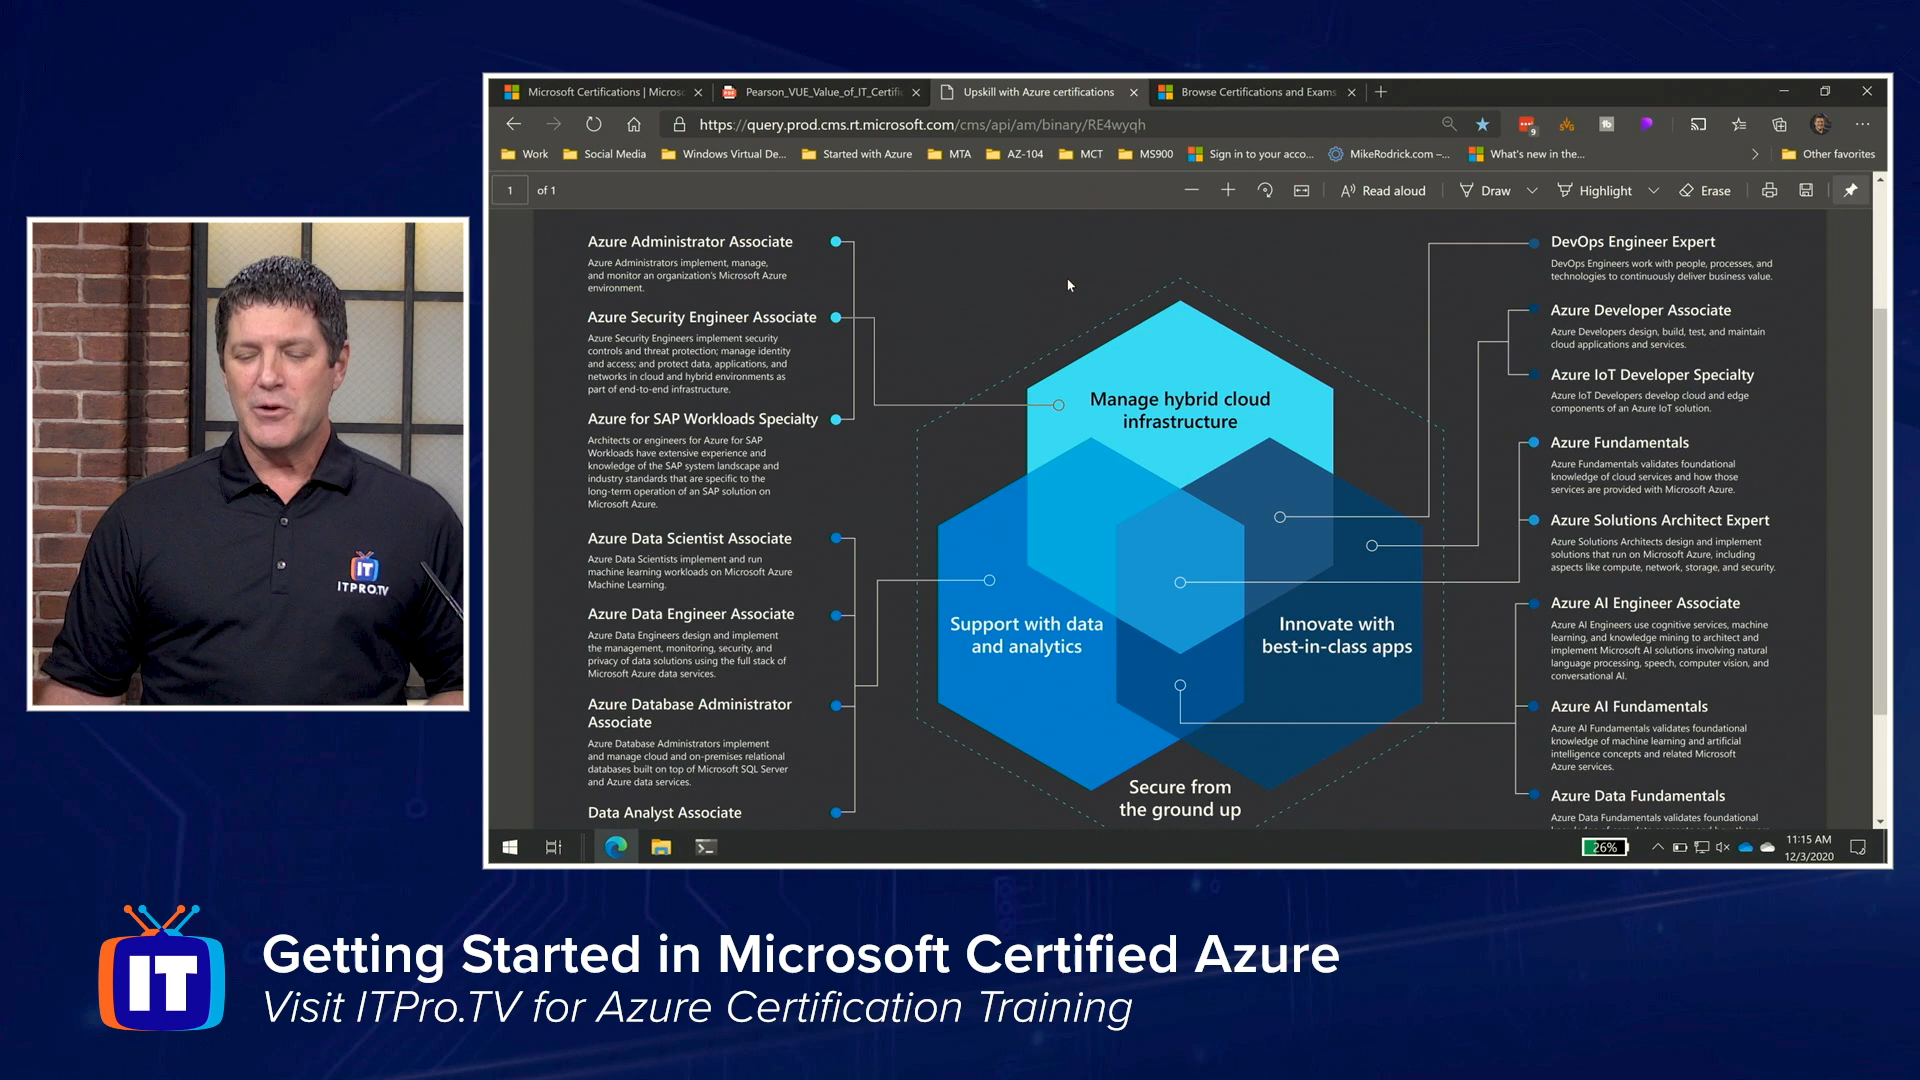 Microsoft Certifications | Microsc
Pearson_VUE_Value_of_IT_Certific
Upskill with Azure certifications
Browse Certifications and Exams
https://query.prod.cms.rt.microsoft.com/cms/api/am/binary/RE4wyqh
9
Work
Social Media
Windows Virtual De...
Started with Azure
MTA
AZ-104
MCT
MS900
Sign in to your acco...
MikeRodrick.com –...
What's new in the...
Other favorites
1 of 1
Read aloud
Draw
Highlight
Erase
Azure Administrator Associate
Azure Administrators implement, manage,
and monitor an organization's Microsoft Azure
environment.
Azure Security Engineer Associate
Azure Security Engineers implement security
controls and threat protection; manage identity
and access; and protect data, applications, and
networks in cloud and hybrid environments as
part of end-to-end infrastructure.
Azure for SAP Workloads Specialty
Architects or engineers for Azure for SAP
Workloads have extensive experience and
knowledge of the SAP system landscape and
industry standards that are specific to the
long-term operation of an SAP solution on
Microsoft Azure.
Azure Data Scientist Associate
Azure Data Scientists implement and run
machine learning workloads on Microsoft Azure
Machine Learning.
Azure Data Engineer Associate
Azure Data Engineers design and implement
the management, monitoring, security, and
privacy of data solutions using the full stack of
Microsoft Azure data services.
Azure Database Administrator
Associate
Azure Database Administrators implement
and manage cloud and on-premises relational
databases built on top of Microsoft SQL Server
and Azure data services.
Data Analyst Associate
Manage hybrid cloud
infrastructure
Support with data
and analytics
Innovate with
best-in-class apps
Secure from
the ground up
DevOps Engineer Expert
DevOps Engineers work with people, processes, and
technologies to continuously deliver business value.
Azure Developer Associate
Azure Developers design, build, test, and maintain
cloud applications and services.
Azure IoT Developer Specialty
Azure IoT Developers develop cloud and edge
components of an Azure IoT solution.
Azure Fundamentals
Azure Fundamentals validates foundational
knowledge of cloud services and how those
services are provided with Microsoft Azure.
Azure Solutions Architect Expert
Azure Solutions Architects design and implement
solutions that run on Microsoft Azure, including
aspects like compute, network, storage, and security.
Azure AI Engineer Associate
Azure AI Engineers use cognitive services, machine
learning, and knowledge mining to architect and
implement Microsoft AI solutions involving natural
language processing, speech, computer vision, and
conversational AI.
Azure AI Fundamentals
Azure AI Fundamentals validates foundational
knowledge of machine learning and artificial
intelligence concepts and related Microsoft
Azure services.
Azure Data Fundamentals
Azure Data Fundamentals validates foundational
26%
11:15 AM
12/3/2020
IT
ITPRO.TV
IT
Getting Started in Microsoft Certified Azure
Visit ITPro.TV for Azure Certification Training